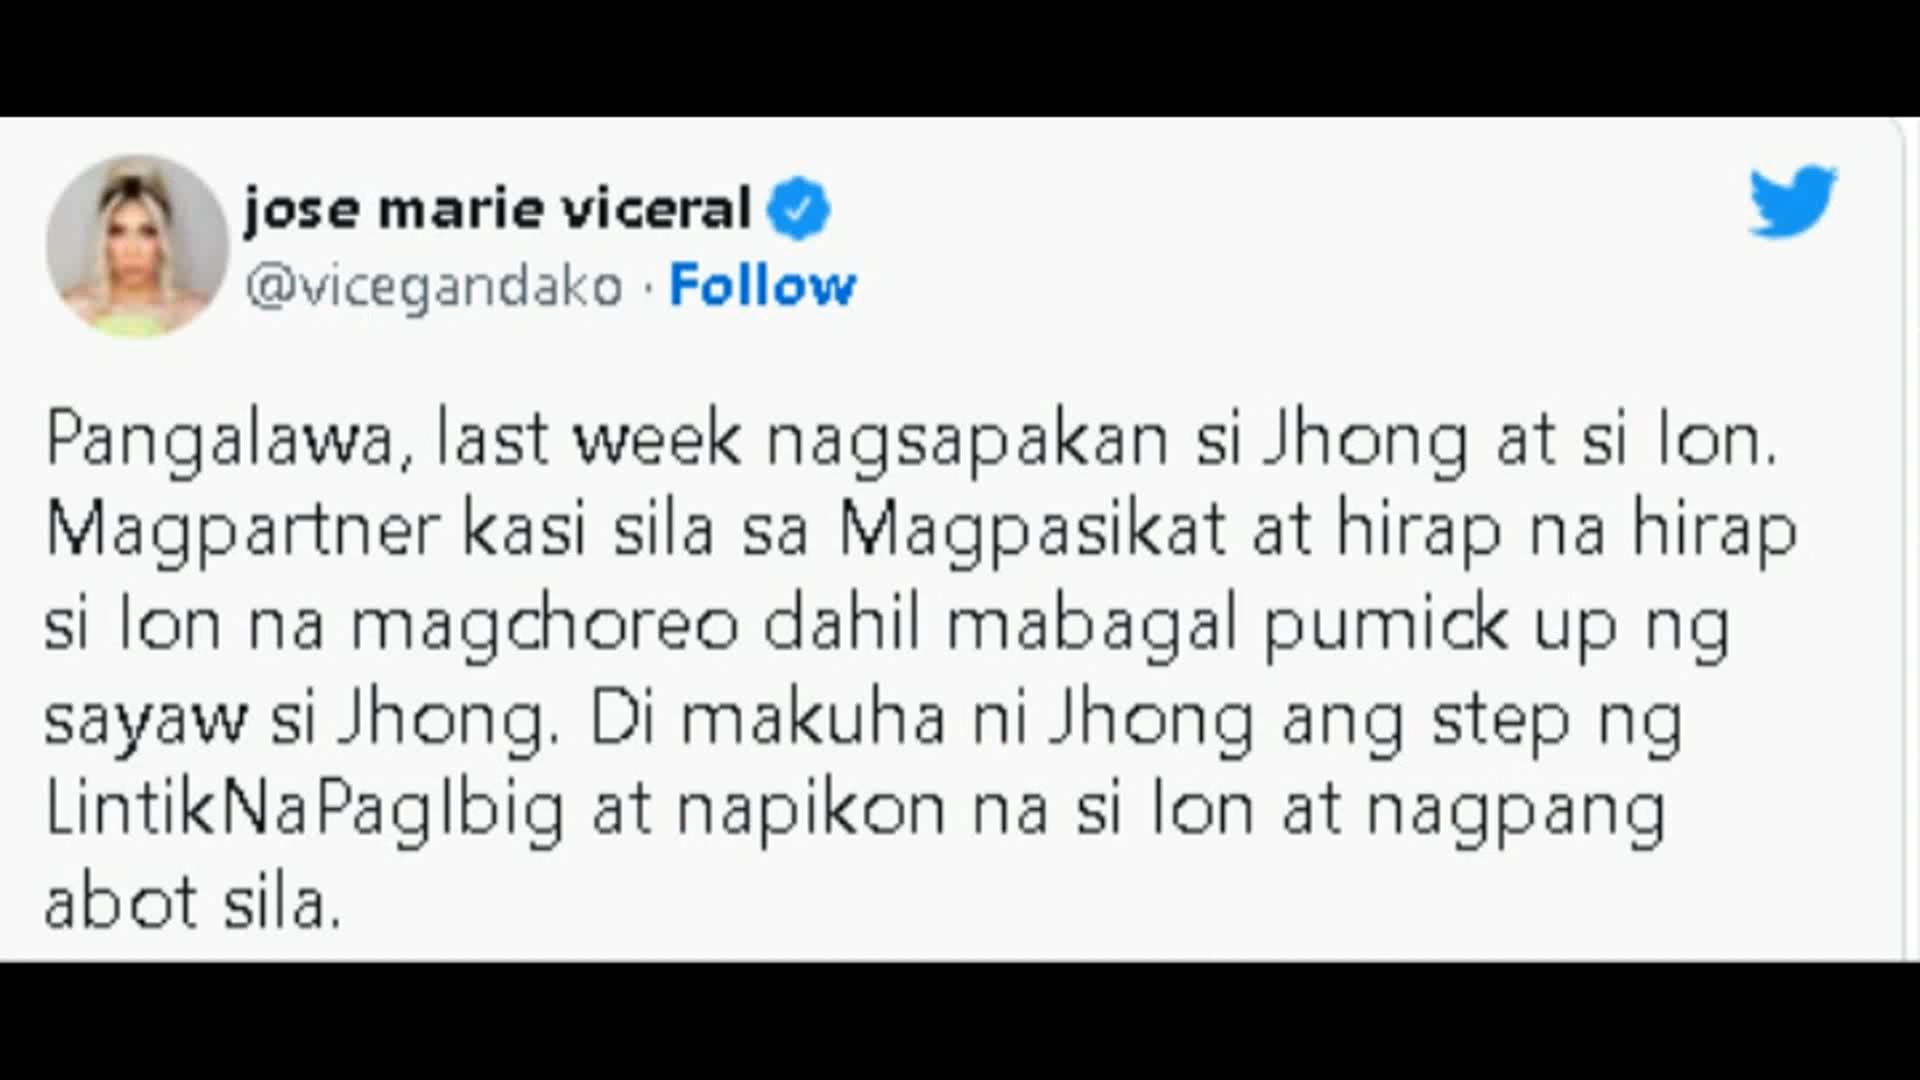 jose marie viceral
@vicegandako · Follow
Pangalawa, last week nagsapakan si Jhong at si Ion.
Magpartner kasi sila sa Magpasikat at hirap na hirap
si Ion na magchoreo dahil mabagal pumick up ng
sayaw si Jhong. Di makuha ni Jhong ang step ng
LintikNaPagIbig at napikon na si Ion at nagpang
abot sila.